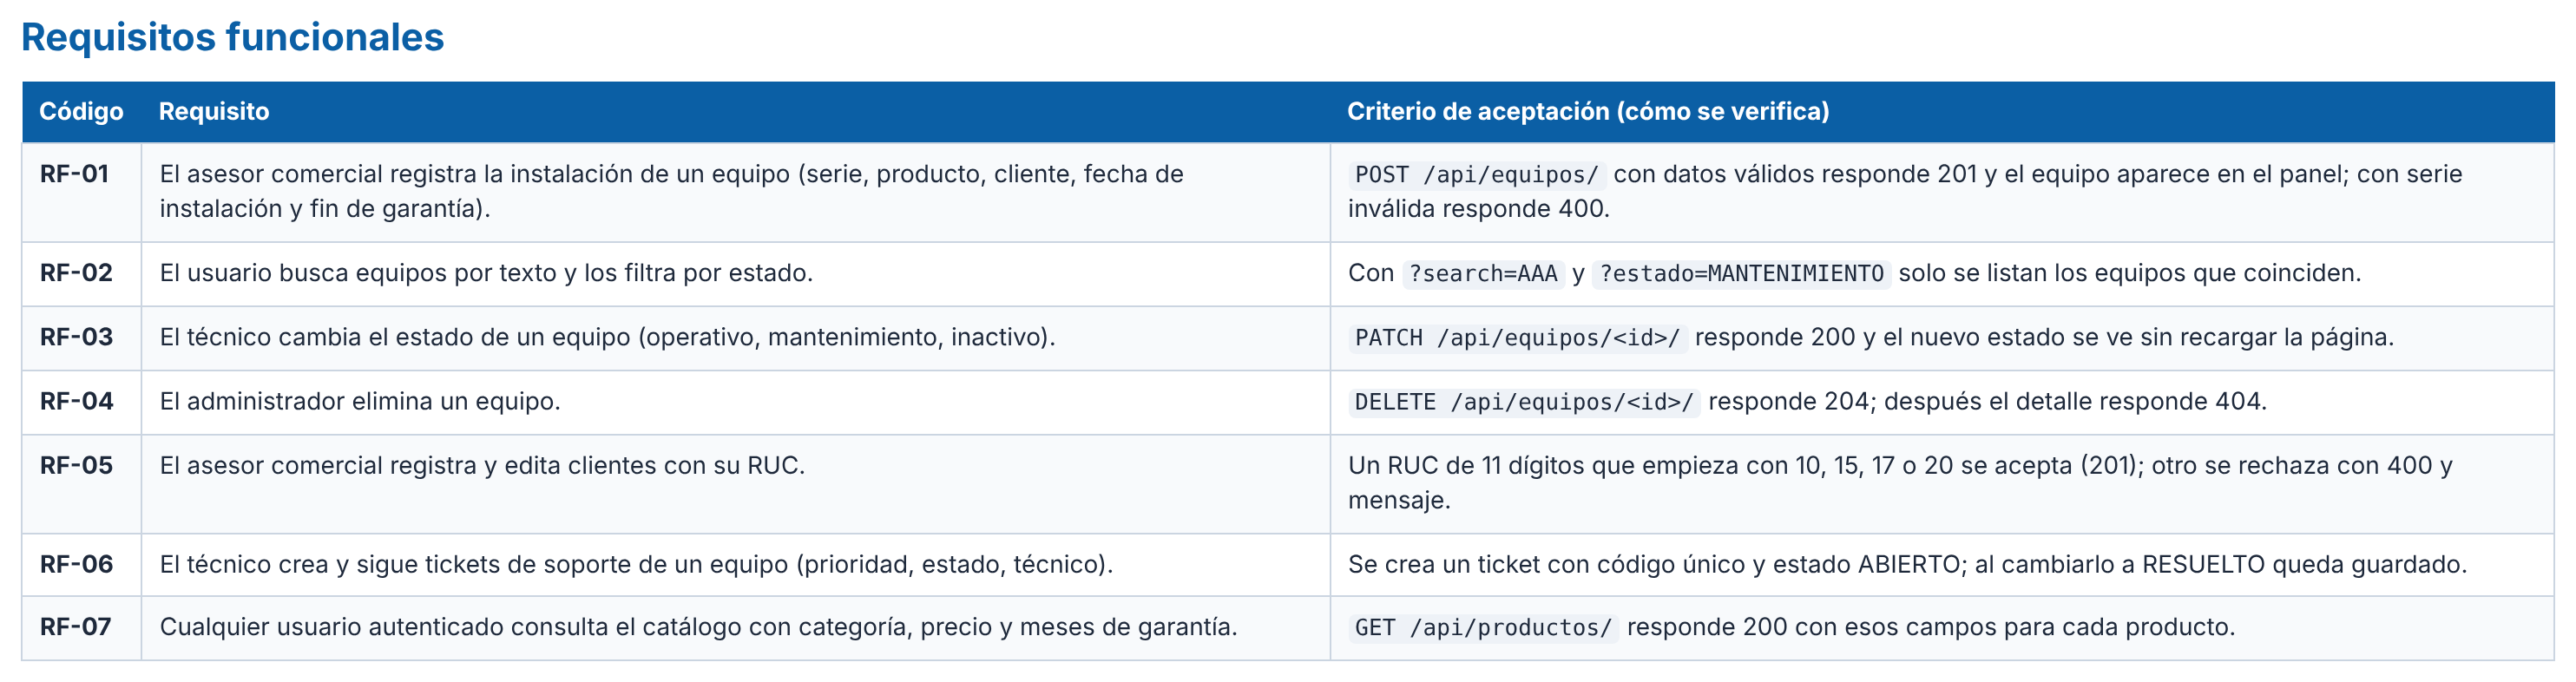 Requisitos funcionales
Código Requisito Criterio de aceptación (cómo se verifica)
RF-01 El asesor comercial registra la instalación de un equipo (serie, producto, cliente, fecha de
instalación y fin de garantía).
POST /api/equipos/ con datos válidos responde 201 y el equipo aparece en el panel; con serie
inválida responde 400.
RF-02 El usuario busca equipos por texto y los filtra por estado.
Con ?search=AAA y ?estado=MANTENIMIENTO solo se listan los equipos que coinciden.
RF-03 El técnico cambia el estado de un equipo (operativo, mantenimiento, inactivo).
PATCH /api/equipos/<id>/ responde 200 y el nuevo estado se ve sin recargar la página.
RF-04 El administrador elimina un equipo.
DELETE /api/equipos/<id>/ responde 204; después el detalle responde 404.
RF-05 El asesor comercial registra y edita clientes con su RUC.
Un RUC de 11 dígitos que empieza con 10, 15, 17 o 20 se acepta (201); otro se rechaza con 400 y
mensaje.
RF-06 El técnico crea y sigue tickets de soporte de un equipo (prioridad, estado, técnico).
Se crea un ticket con código único y estado ABIERTO; al cambiarlo a RESUELTO queda guardado.
RF-07 Cualquier usuario autenticado consulta el catálogo con categoría, precio y meses de garantía.
GET /api/productos/ responde 200 con esos campos para cada producto.